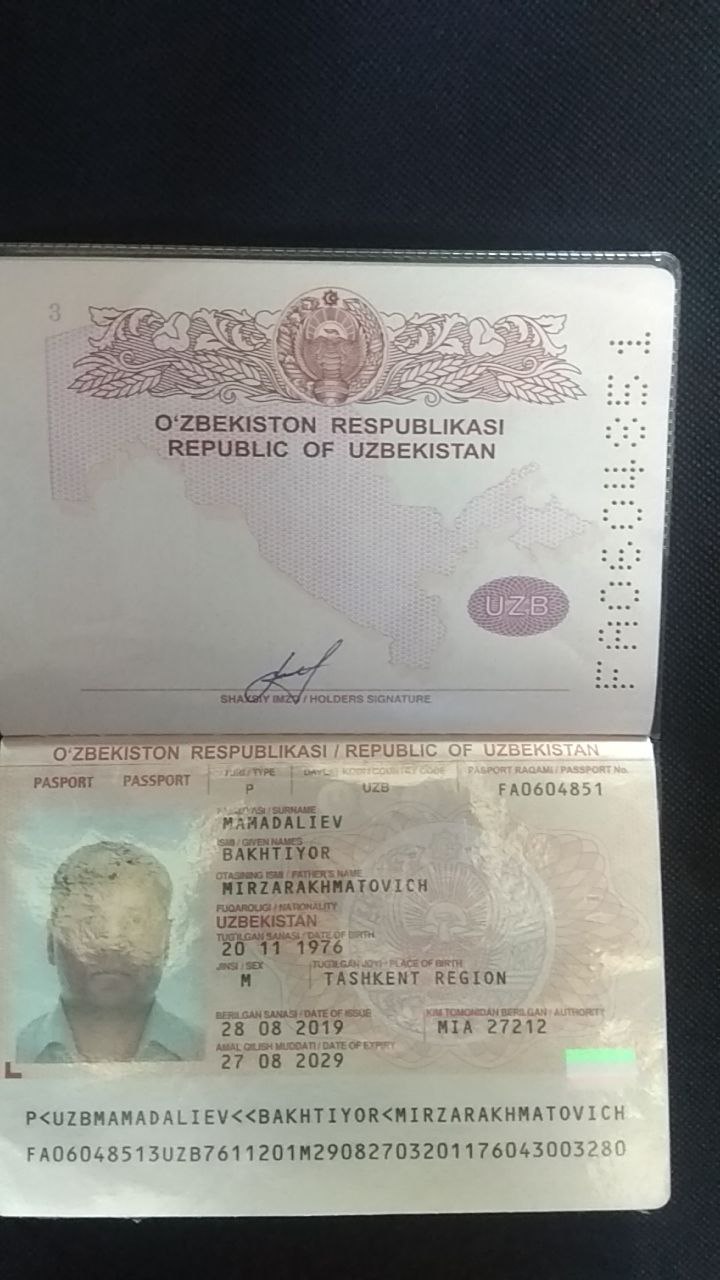 3
O‘ZBEKISTON RESPUBLIKASI
REPUBLIC OF UZBEKISTAN
UZB
FA0604851
SHAXSIY IMZO / HOLDERS SIGNATURE
O‘ZBEKISTON RESPUBLIKASI / REPUBLIC OF UZBEKISTAN
PASPORT PASSPORT TURI / TYPE DAVLAT KODI / COUNTRY CODE PASPORT RAQAMI / PASSPORT No.
P UZB FA0604851
/ SURNAME
MAMADALIEV
ISMI / GIVEN NAMES
BAKHTIYOR
OTASINING ISMI / FATHER'S NAME
MIRZARAKHMATOVICH
FUQAROLIGI / NATIONALITY
UZBEKISTAN
TUG‘ILGAN SANASI / DATE OF BIRTH
20 11 1976
JINSI / SEX TUG‘ILGAN JOYI / PLACE OF BIRTH
M TASHKENT REGION
BERILGAN SANASI / DATE OF ISSUE KIM TOMONIDAN BERILGAN / AUTHORITY
28 08 2019 MIA 27212
AMAL QILISH MUDDATI / DATE OF EXPIRY
27 08 2029
P<UZBMAMADALIEV<<BAKHTIYOR<MIRZARAKHMATOVICH
FA06048513UZB7611201M29082703201176043003280